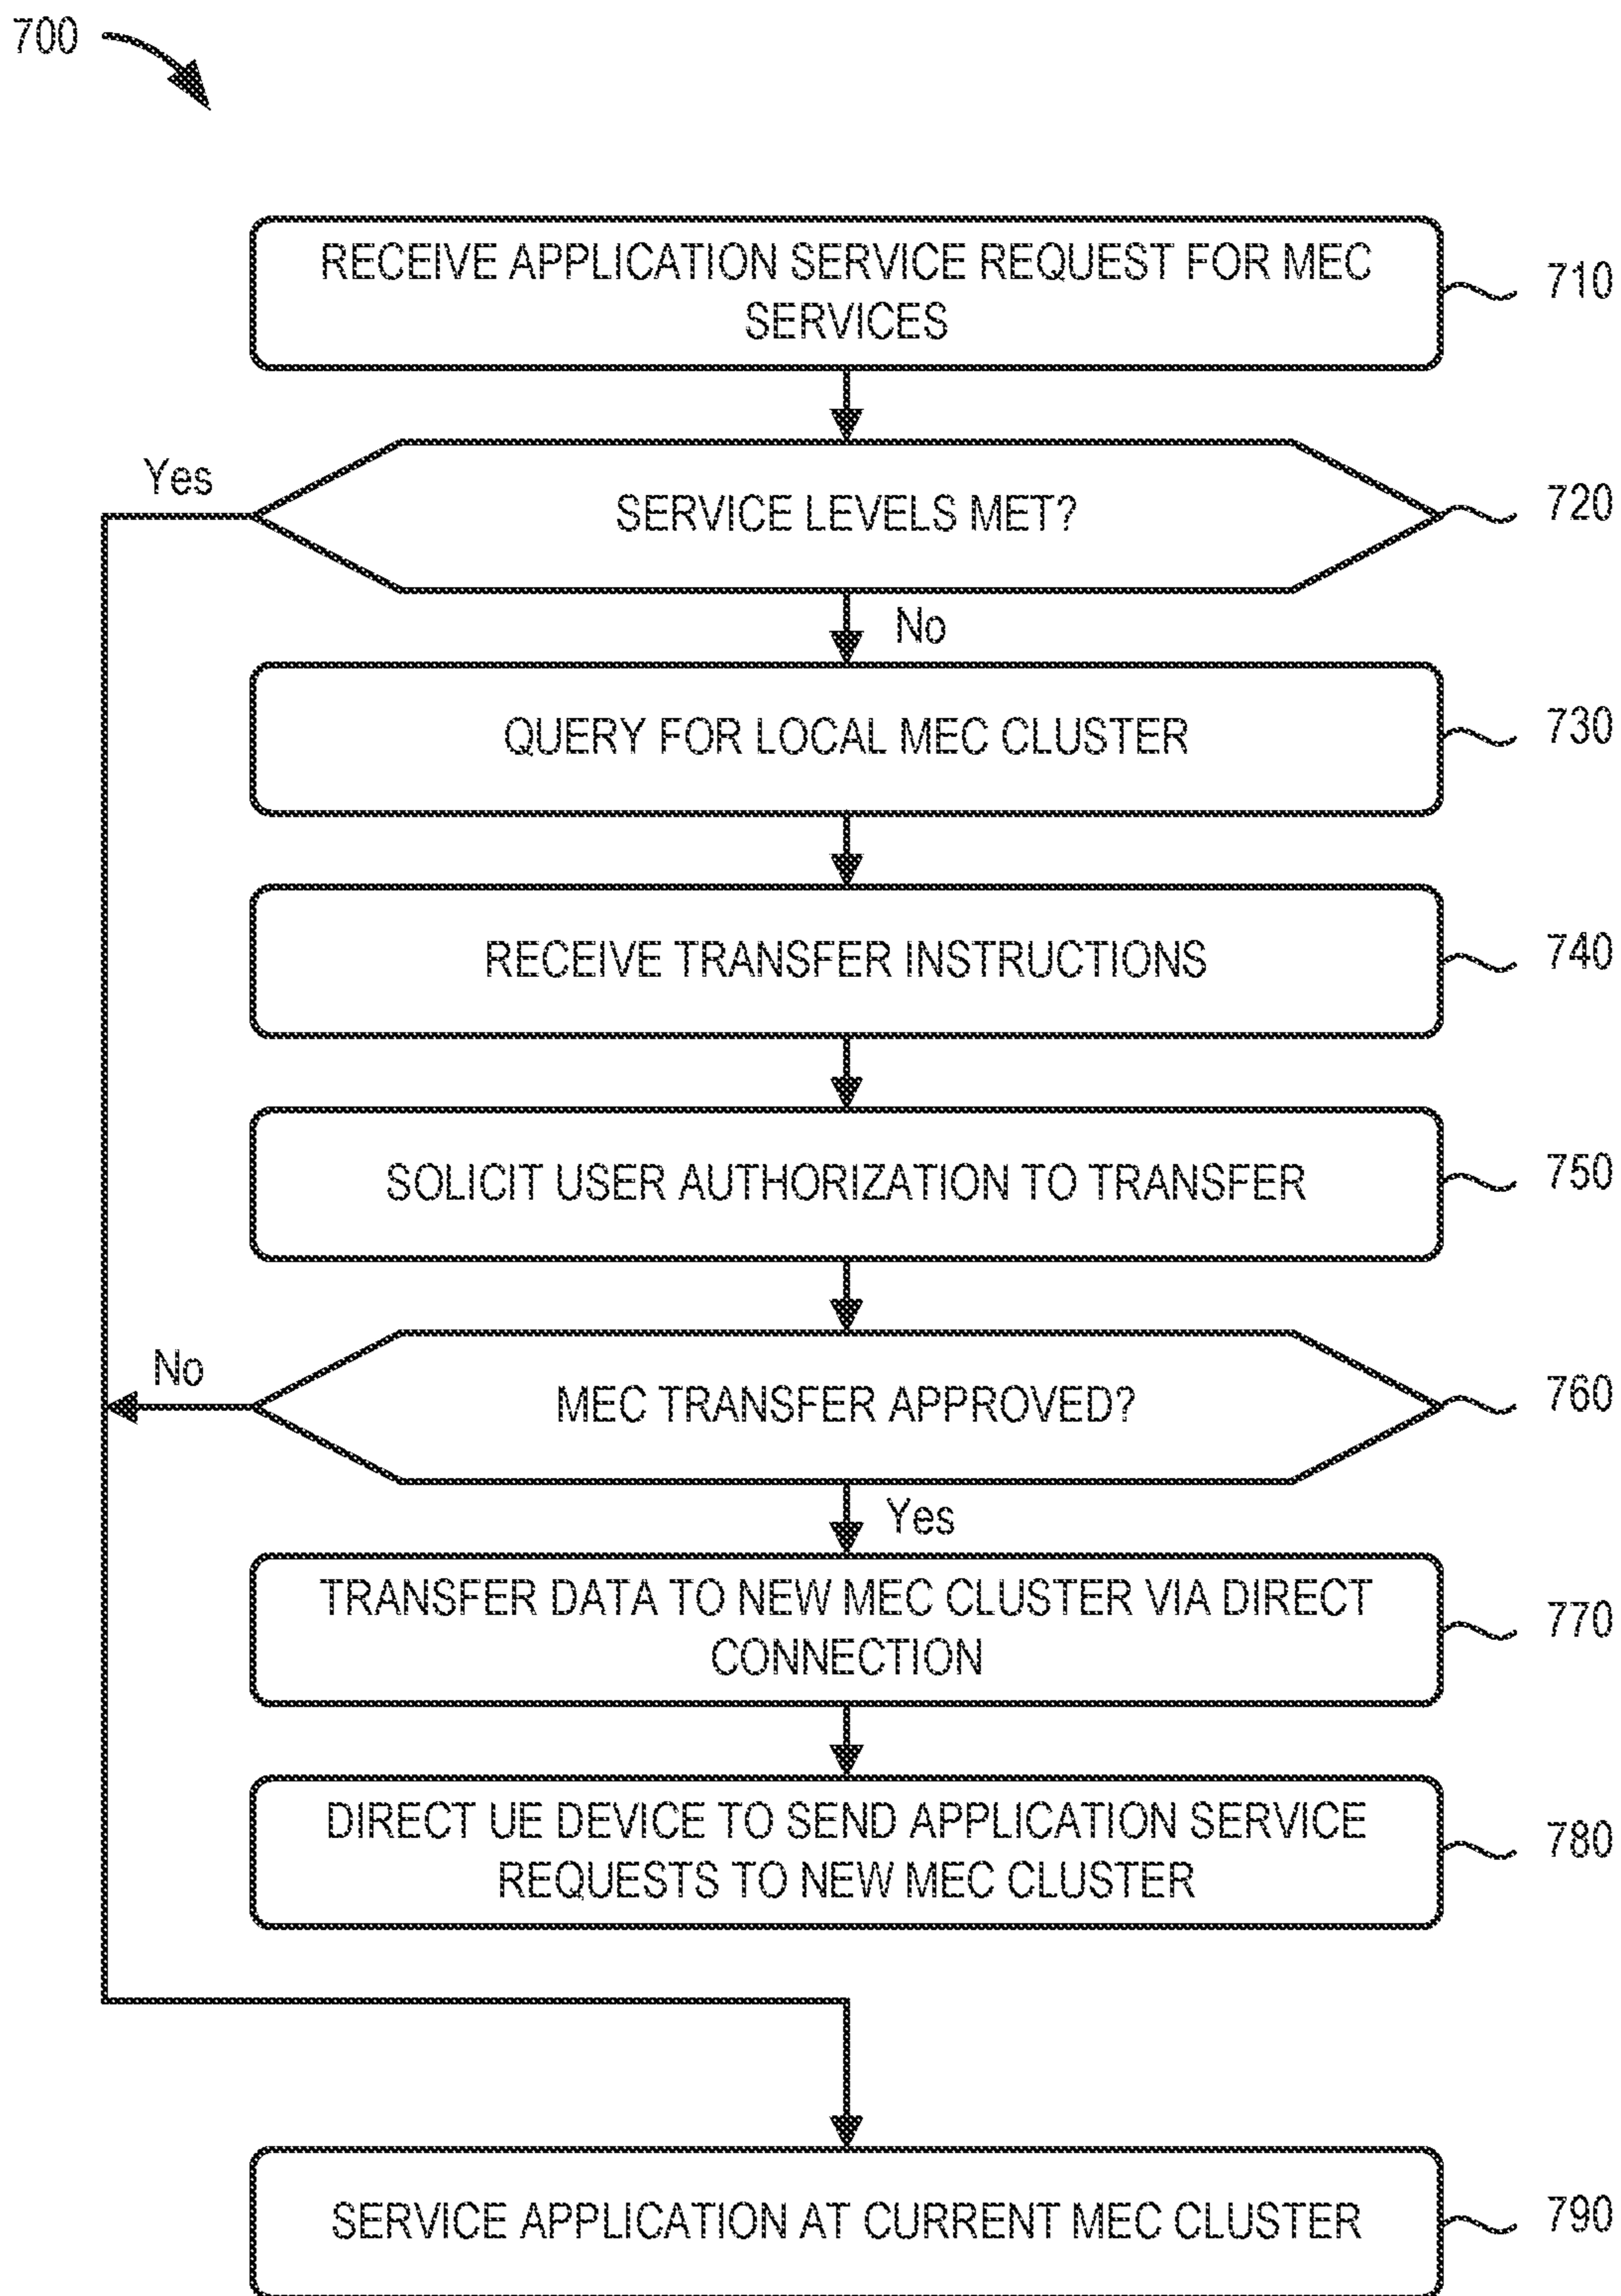 700
RECEIVE APPLICATION SERVICE REQUEST FOR MEC
SERVICES
710
Yes
SERVICE LEVELS MET?
720
No
QUERY FOR LOCAL MEC CLUSTER
730
RECEIVE TRANSFER INSTRUCTIONS
740
SOLICIT USER AUTHORIZATION TO TRANSFER
750
No
MEC TRANSFER APPROVED?
760
Yes
TRANSFER DATA TO NEW MEC CLUSTER VIA DIRECT
CONNECTION
770
DIRECT UE DEVICE TO SEND APPLICATION SERVICE
REQUESTS TO NEW MEC CLUSTER
780
SERVICE APPLICATION AT CURRENT MEC CLUSTER
790